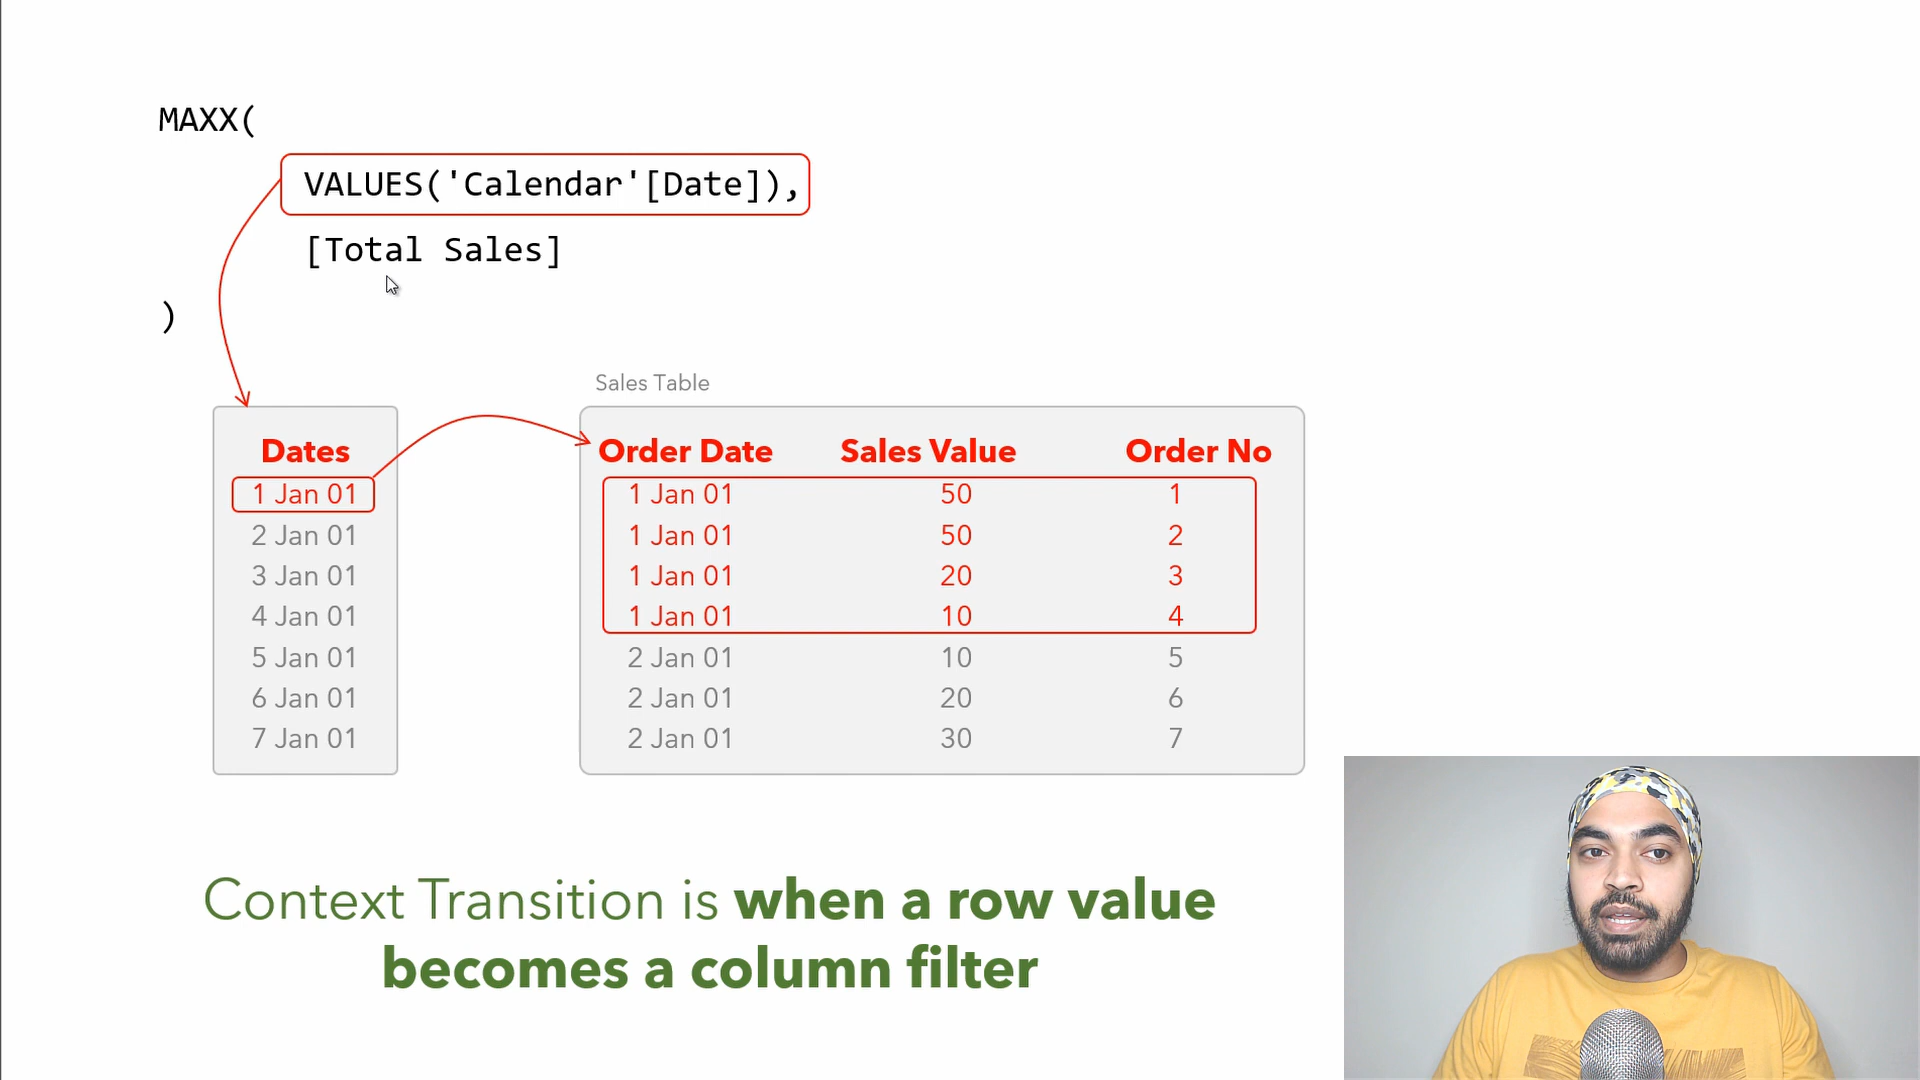 MAXX(
VALUES('Calendar'[Date]),
[Total Sales]
)
Sales Table
Dates
1 Jan 01
2 Jan 01
3 Jan 01
4 Jan 01
5 Jan 01
6 Jan 01
7 Jan 01
Order Date Sales Value Order No
1 Jan 01 50 1
1 Jan 01 50 2
1 Jan 01 20 3
1 Jan 01 10 4
2 Jan 01 10 5
2 Jan 01 20 6
2 Jan 01 30 7
Context Transition is when a row value
becomes a column filter